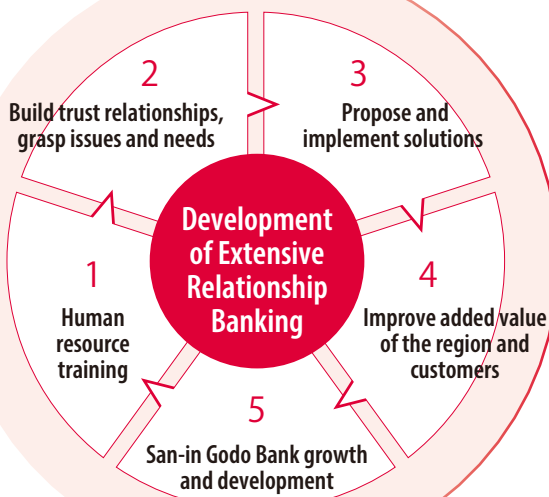 Development
of Extensive
Relationship
Banking
1
Human
resource
training
2
Build trust relationships,
grasp issues and needs
3
Propose and
implement solutions
4
Improve added value
of the region and
customers
5
San-in Godo Bank growth
and development